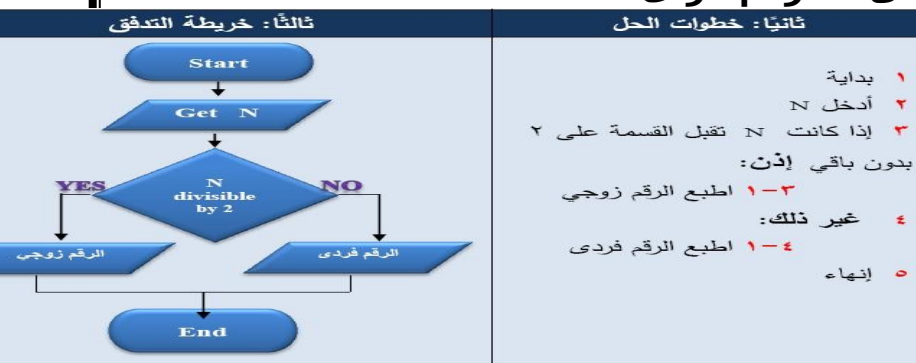 ثانيًا: خطوات الحل
١ بداية
٢ أدخل N
٣ إذا كانت N تقبل القسمة على ٢
بدون باقي إذن:
٣-١ اطبع الرقم زوجي
٤ غير ذلك:
٤-١ اطبع الرقم فردى
٥ إنهاء
ثالثًا: خريطة التدفق
Start
Get N
N
divisible
by 2
YES
NO
الرقم زوجي
الرقم فردى
End